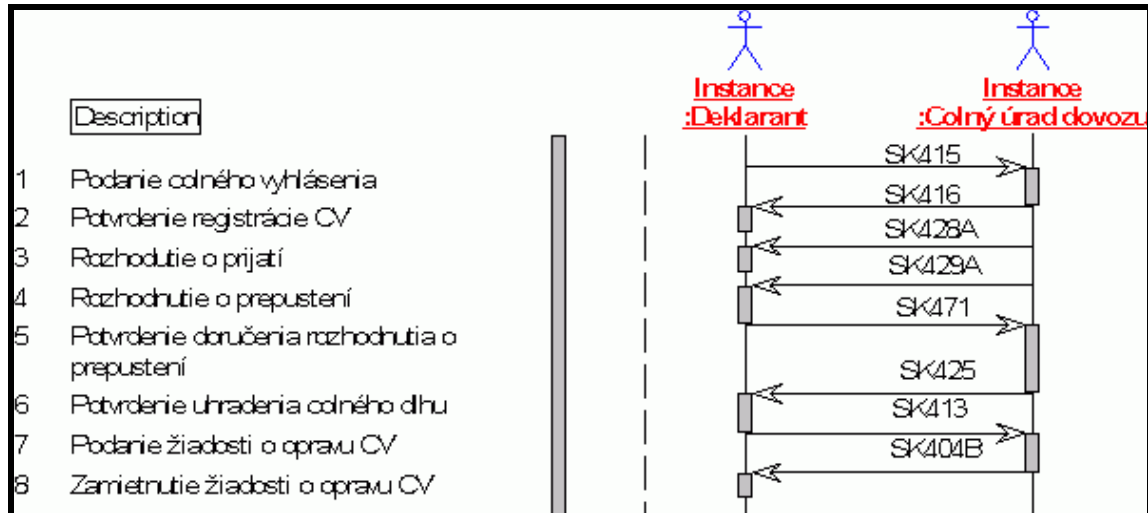 Instance
:Deklarant
Instance
:Colný úrad dovozu
Description
SK415
1 Podanie colného vyhlásenia
SK416
2 Potvrdenie registrácie CV
SK428A
3 Rozhodutie o prijatí
SK429A
4 Rozhodnutie o prepustení
SK471
5 Potvrdenie doručenia rozhodnutia o
prepustení
SK425
6 Potvrdenie uhradenia colného dlhu
SK413
7 Podanie žiadosti o opravu CV
SK404B
8 Zamietnutie žiadosti o opravu CV